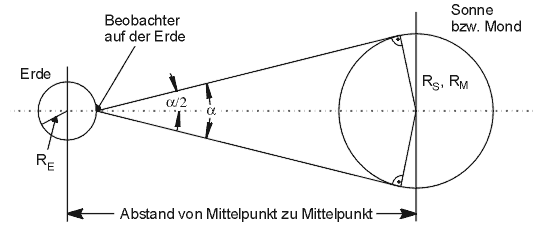 Beobachter
auf der Erde
Sonne
bzw. Mond
Erde
α/2
α
R_S, R_M
R_E
Abstand von Mittelpunkt zu Mittelpunkt